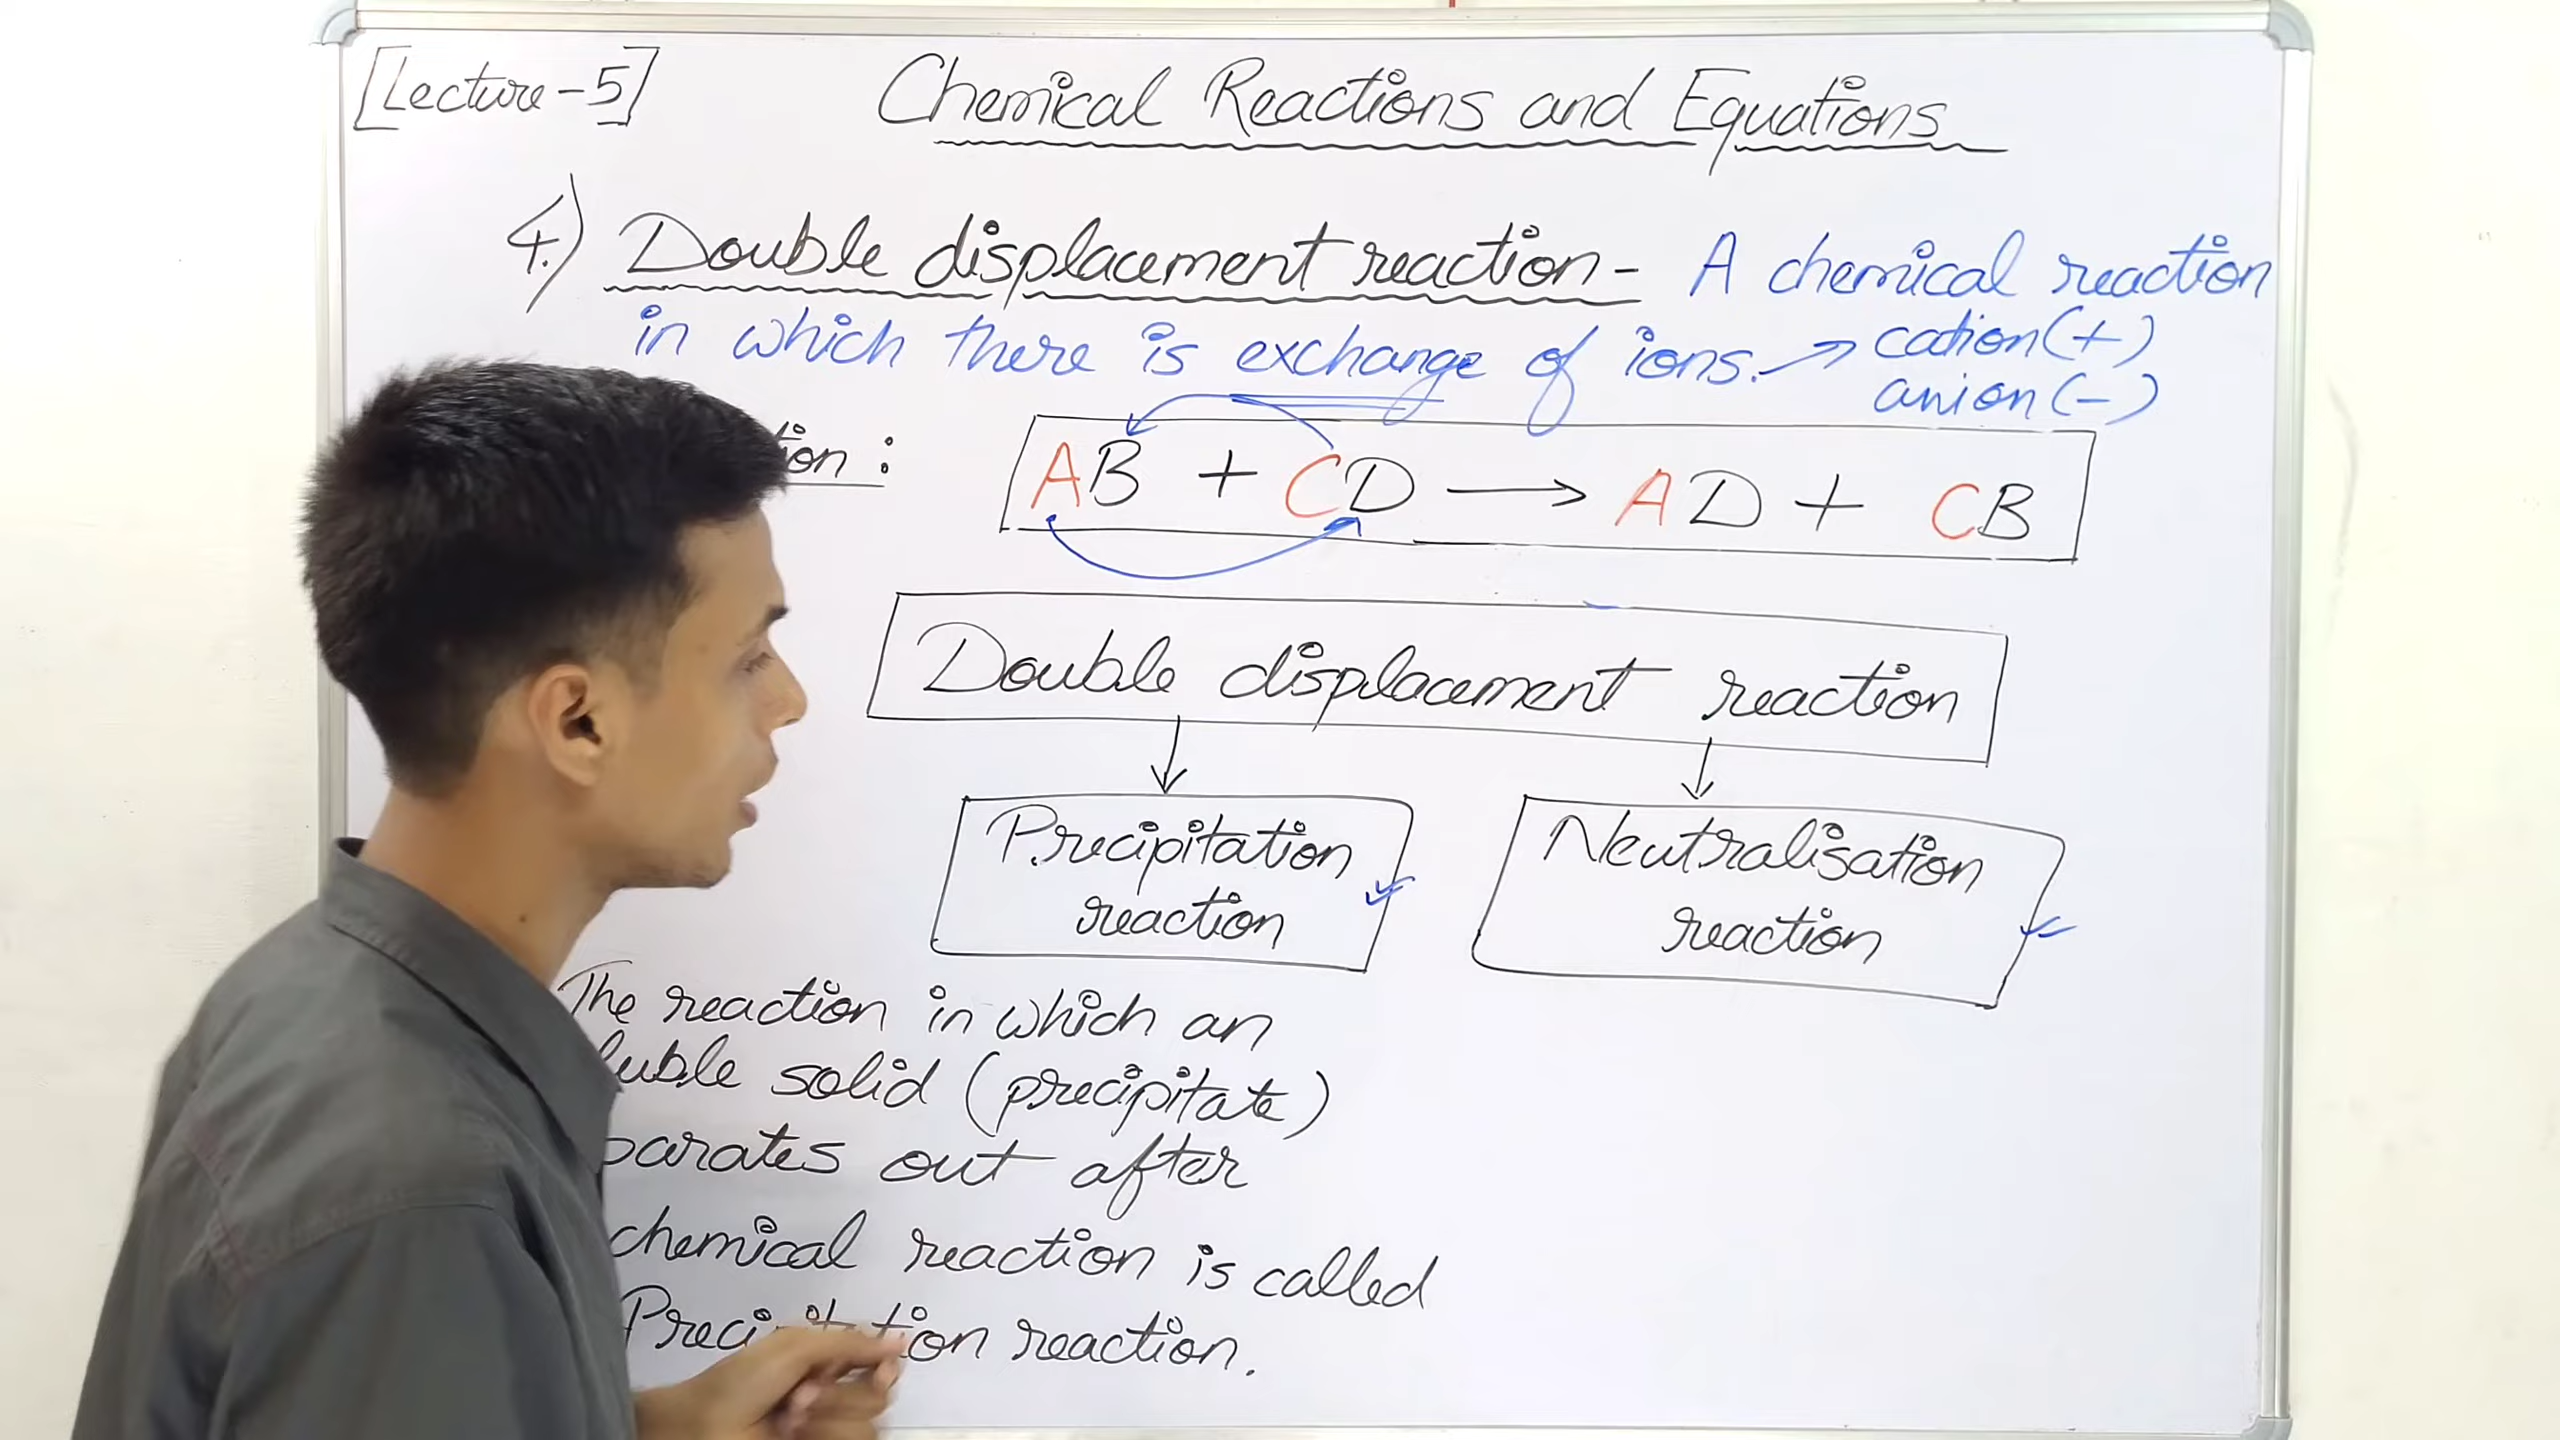 [Lecture-5]
Chemical Reactions and Equations
4.) Double displacement reaction- A chemical reaction
in which there is exchange of ions. → cation(+)
anion(-)
AB + CD → AD + CB
Double displacement reaction
Precipitation
reaction
Neutralisation
reaction
The reaction in which an
solid (precipitate)
out after
chemical reaction is called
Precipitation reaction.